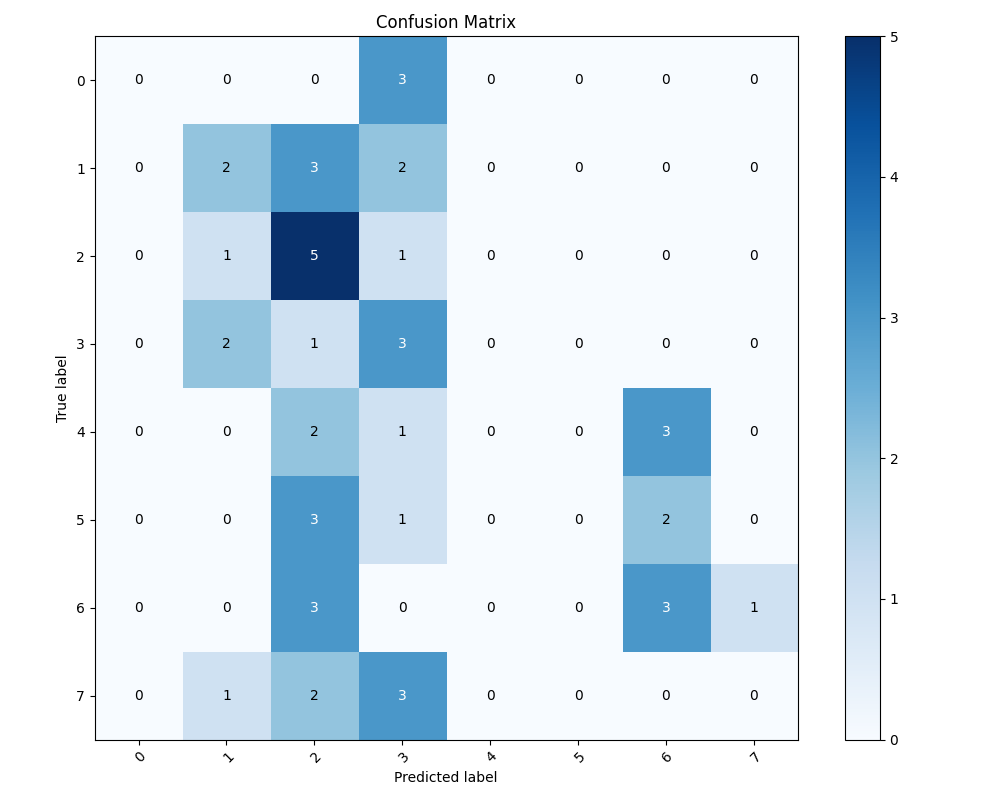 Confusion Matrix
0 0 0 0 3 0 0 0 0
1 0 2 3 2 0 0 0 0
2 0 1 5 1 0 0 0 0
3 0 2 1 3 0 0 0 0
4 0 0 2 1 0 0 3 0
5 0 0 3 1 0 0 2 0
6 0 0 3 0 0 0 3 1
7 0 1 2 3 0 0 0 0
0 1 2 3 4 5 6 7
True label
Predicted label
5
4
3
2
1
0